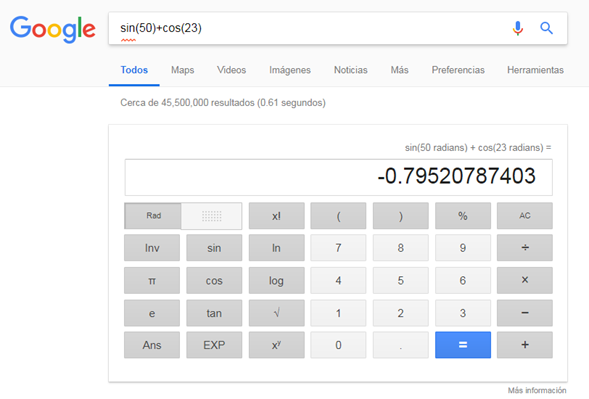 Google
sin(50)+cos(23)
Todos Maps Videos Imágenes Noticias Más Preferencias Herramientas
Cerca de 45,500,000 resultados (0.61 segundos)
sin(50 radians) + cos(23 radians) =
-0.79520787403
Rad x! ( ) % AC
Inv sin ln 7 8 9 ÷
π cos log 4 5 6 ×
e tan √ 1 2 3 −
Ans EXP xʸ 0 . = +
Más información